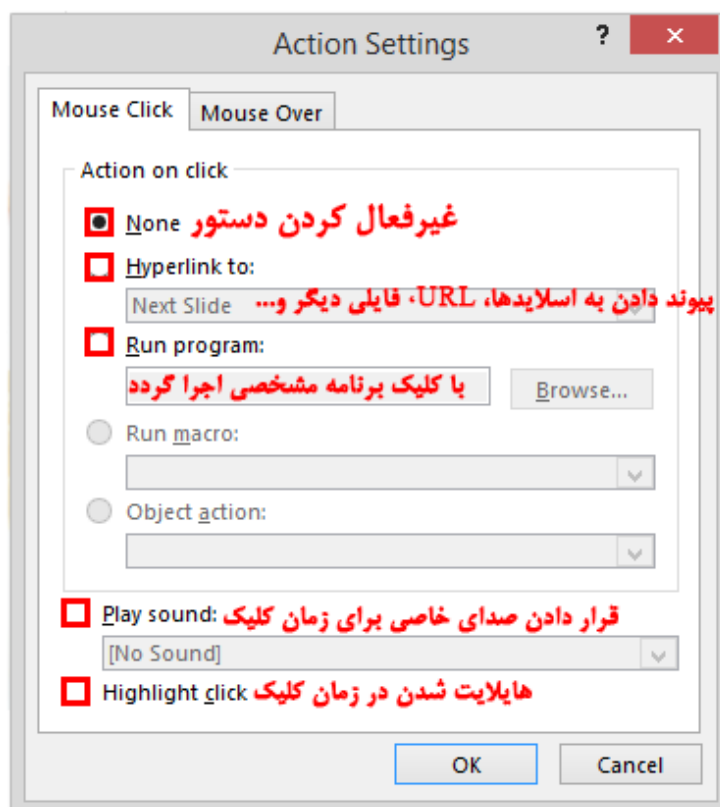 Action Settings ? ×
Mouse Click Mouse Over
Action on click
None غیرفعال کردن دستور
Hyperlink to:
Next Slide پیوند دادن به اسلایدها، URL، فایلی دیگر و...
Run program:
با کلیک برنامه مشخصی اجرا گردد Browse...
Run macro:
Object action:
Play sound: قرار دادن صدای خاصی برای زمان کلیک
[No Sound]
Highlight click هایلایت شدن در زمان کلیک
OK Cancel